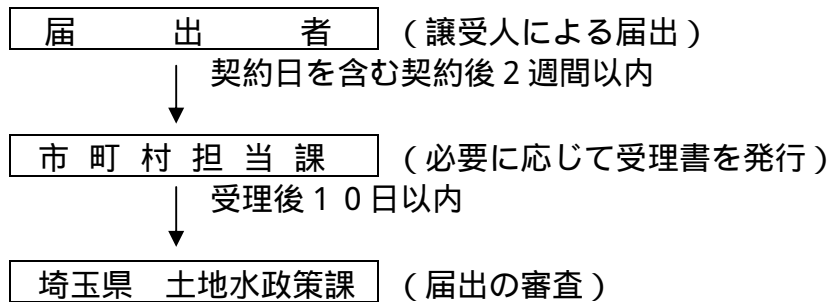 届出者（譲受人による届出）
契約日を含む契約後２週間以内
市町村担当課（必要に応じて受理書を発行）
受理後１０日以内
埼玉県　土地水政策課（届出の審査）